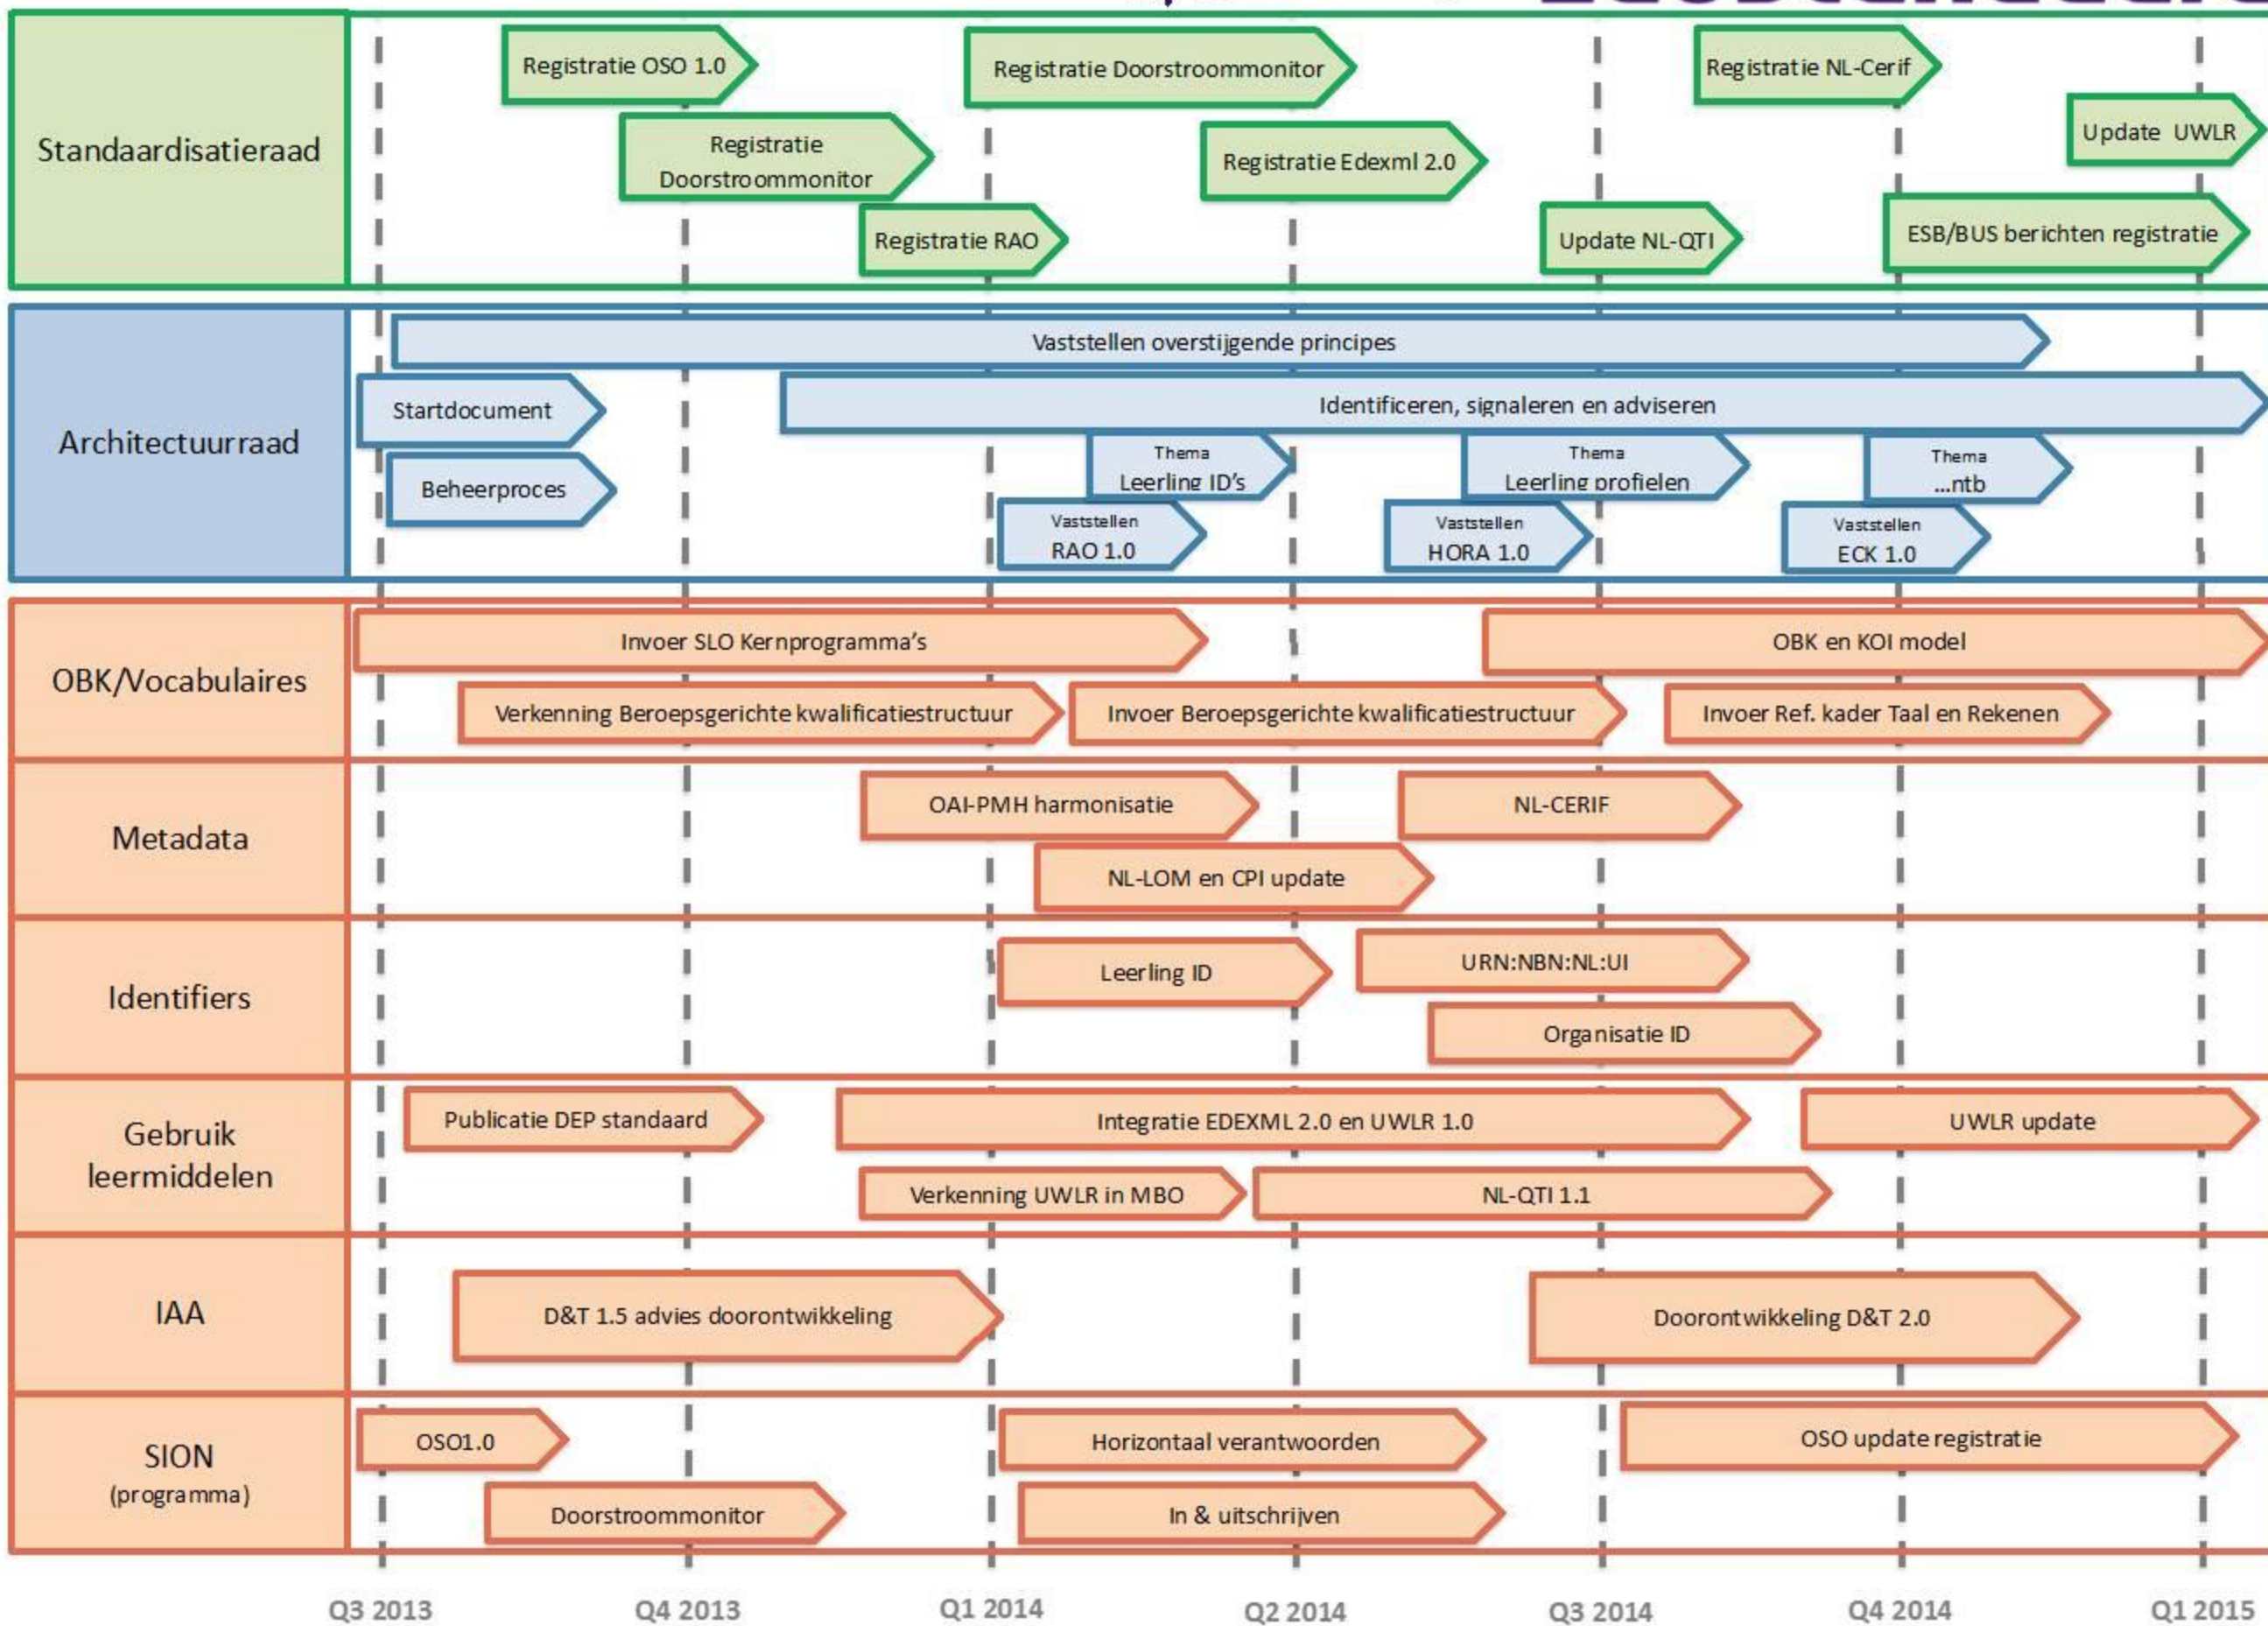 Standaardisatieraad
Registratie OSO 1.0
Registratie Doorstroommonitor
Registratie NL-Cerif
Update UWLR
Registratie
Doorstroommonitor
Registratie Edexml 2.0
Registratie RAO
Update NL-QTI
ESB/BUS berichten registratie
Architectuurraad
Vaststellen overstijgende principes
Startdocument
Identificeren, signaleren en adviseren
Beheerproces
Thema
Leerling ID's
Thema
Leerling profielen
Thema
...ntb
Vaststellen
RAO 1.0
Vaststellen
HORA 1.0
Vaststellen
ECK 1.0
OBK/Vocabulaires
Invoer SLO Kernprogramma's
OBK en KOI model
Verkenning Beroepsgerichte kwalificatiestructuur
Invoer Beroepsgerichte kwalificatiestructuur
Invoer Ref. kader Taal en Rekenen
Metadata
OAI-PMH harmonisatie
NL-CERIF
NL-LOM en CPI update
Identifiers
Leerling ID
URN:NBN:NL:UI
Organisatie ID
Gebruik
leermiddelen
Publicatie DEP standaard
Integratie EDEXML 2.0 en UWLR 1.0
UWLR update
Verkenning UWLR in MBO
NL-QTI 1.1
IAA
D&T 1.5 advies doorontwikkeling
Doorontwikkeling D&T 2.0
SION
(programma)
OSO1.0
Horizontaal verantwoorden
OSO update registratie
Doorstroommonitor
In & uitschrijven
Q3 2013
Q4 2013
Q1 2014
Q2 2014
Q3 2014
Q4 2014
Q1 2015